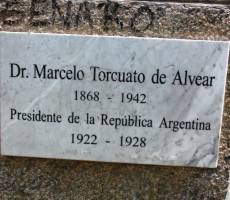 Dr. Marcelo Torcuato de Alvear
1868 - 1942
Presidente de la República Argentina
1922 - 1928